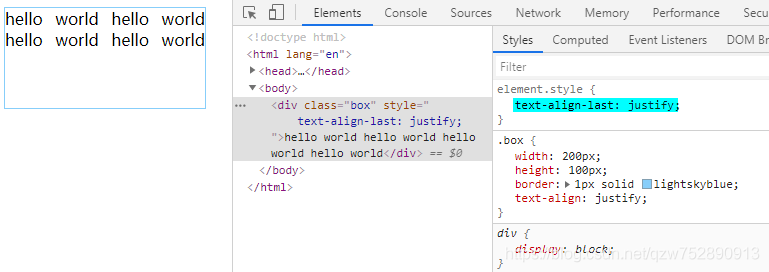 hello world hello world
hello world hello world
Elements Console Sources Network Memory Performance Secu
<!doctype html>
<html lang="en">
<head>…</head>
<body>
<div class="box" style="
text-align-last: justify;
">hello world hello world hello
world hello world</div> == $0
</body>
</html>
Styles Computed Event Listeners DOM Br
Filter
element.style {
text-align-last: justify;
}
.box {
width: 200px;
height: 100px;
border: 1px solid lightskyblue;
text-align: justify;
}
div {
display: block;
}
https://blog.csdn.net/qzw752890913